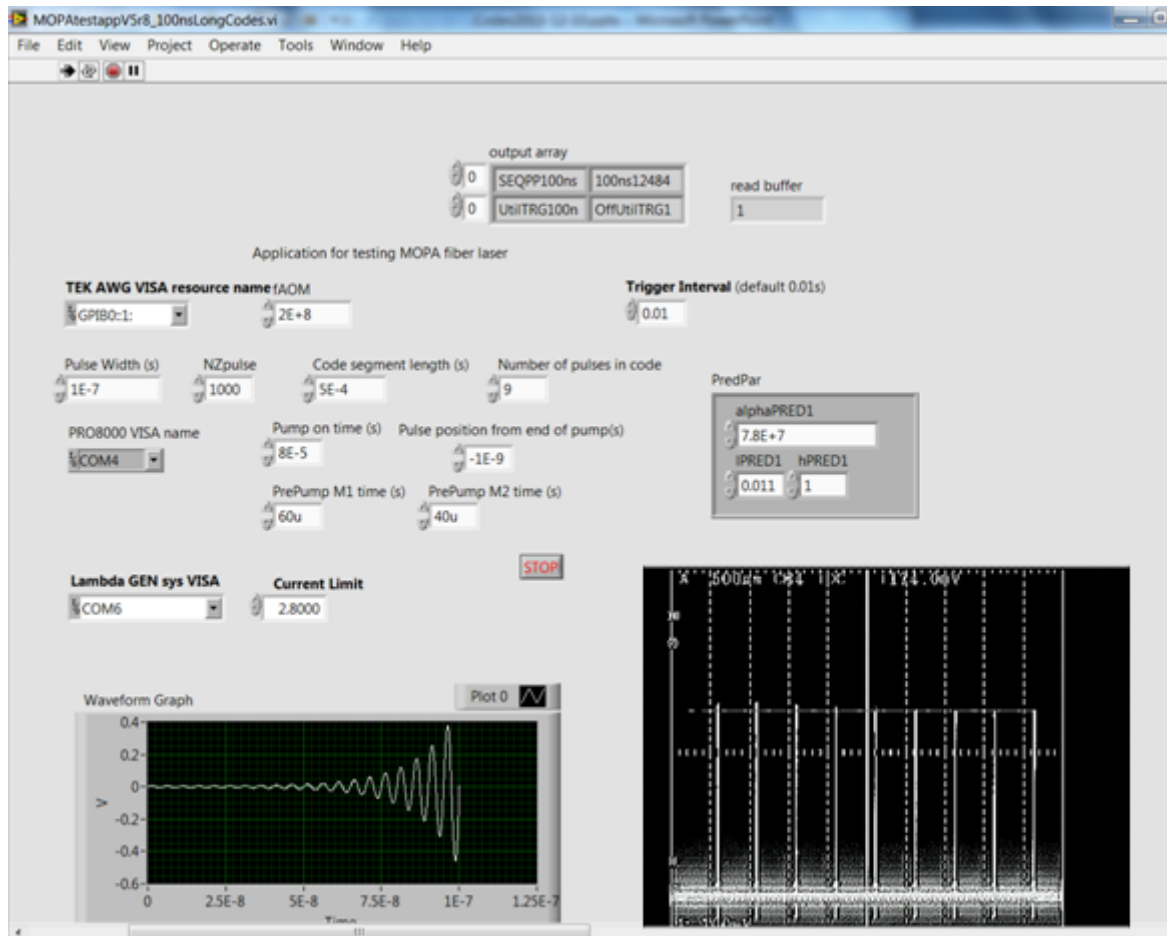 MOPAtestappV5r8_100nsLongCodes.vi
File Edit View Project Operate Tools Window Help
output array
0 SEQPP100ns 100ns12484
0 UtilTRG100n OffUtilTRG1
read buffer
1
Application for testing MOPA fiber laser
TEK AWG VISA resource name fAOM
GPIB0::1: 2E+8
Trigger Interval (default 0.01s)
0.01
Pulse Width (s) NZpulse Code segment length (s) Number of pulses in code
1E-7 1000 5E-4 9
PredPar
alphaPRED1
7.8E+7
lPRED1 hPRED1
0.011 1
PRO8000 VISA name Pump on time (s) Pulse position from end of pump(s)
COM4 8E-5 -1E-9
PrePump M1 time (s) PrePump M2 time (s)
60u 40u
STOP
Lambda GEN sys VISA Current Limit
COM6 2.8000
A 500
Waveform Graph Plot 0
0.4
0.2
0
-0.2
-0.4
-0.6
V
0 2.5E-8 5E-8 7.5E-8 1E-7 1.25E-7
Time